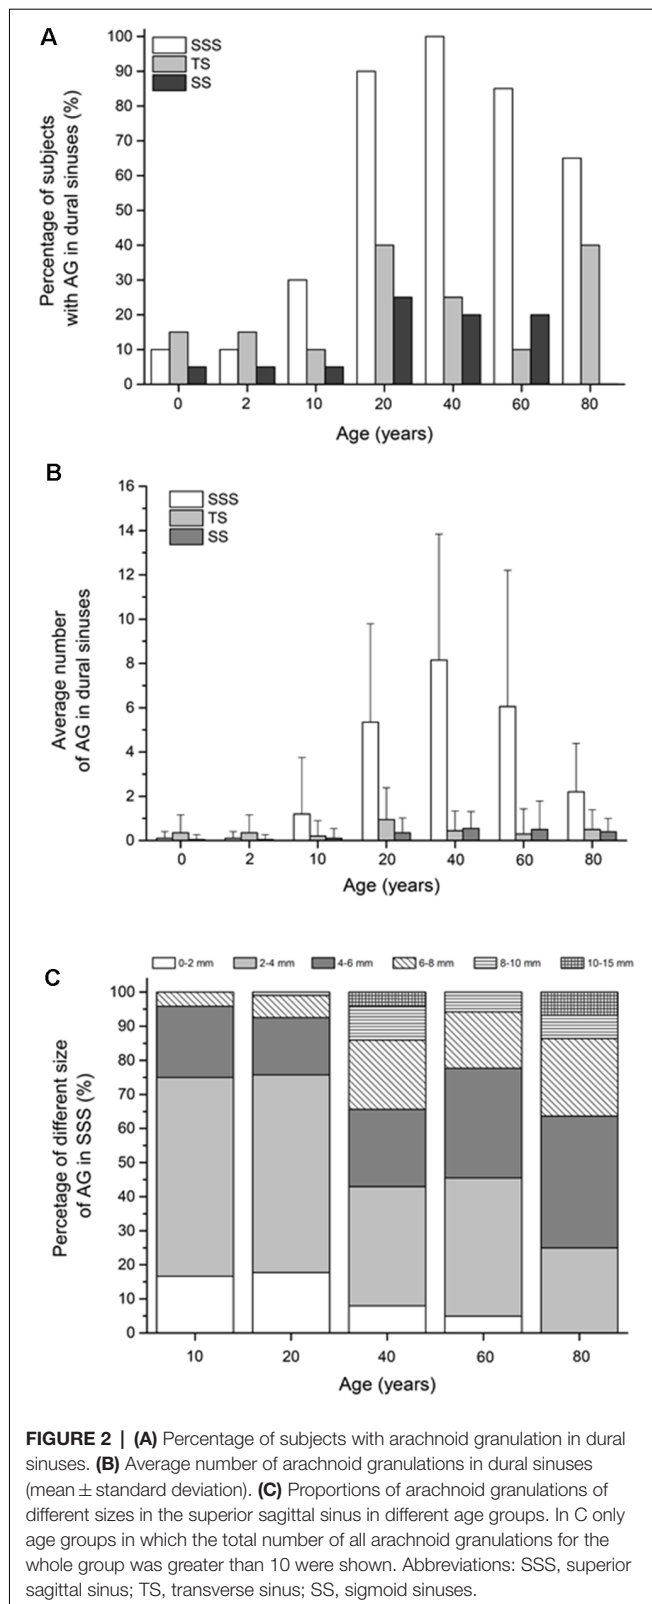 A
SSS
TS
SS
100
90
80
70
60
50
40
30
20
10
0
Percentage of subjects
with AG in dural sinuses (%)
0 2 10 20 40 60 80
Age (years)
B
SSS
TS
SS
16
14
12
10
8
6
4
2
0
Average number
of AG in dural sinuses
0 2 10 20 40 60 80
Age (years)
C
0-2 mm 2-4 mm 4-6 mm 6-8 mm 8-10 mm 10-15 mm
100
90
80
70
60
50
40
30
20
10
0
Percetage of different size
of AG in SSS (%)
10 20 40 60 80
Age (years)
FIGURE 2 | (A) Percentage of subjects with arachnoid granulation in dural
sinuses. (B) Average number of arachnoid granulations in dural sinuses
(mean ± standard deviation). (C) Proportions of arachnoid granulations of
different sizes in the superior sagittal sinus in different age groups. In C only
age groups in which the total number of all arachnoid granulations for the
whole group was greater than 10 were shown. Abbreviations: SSS, superior
sagittal sinus; TS, transverse sinus; SS, sigmoid sinuses.